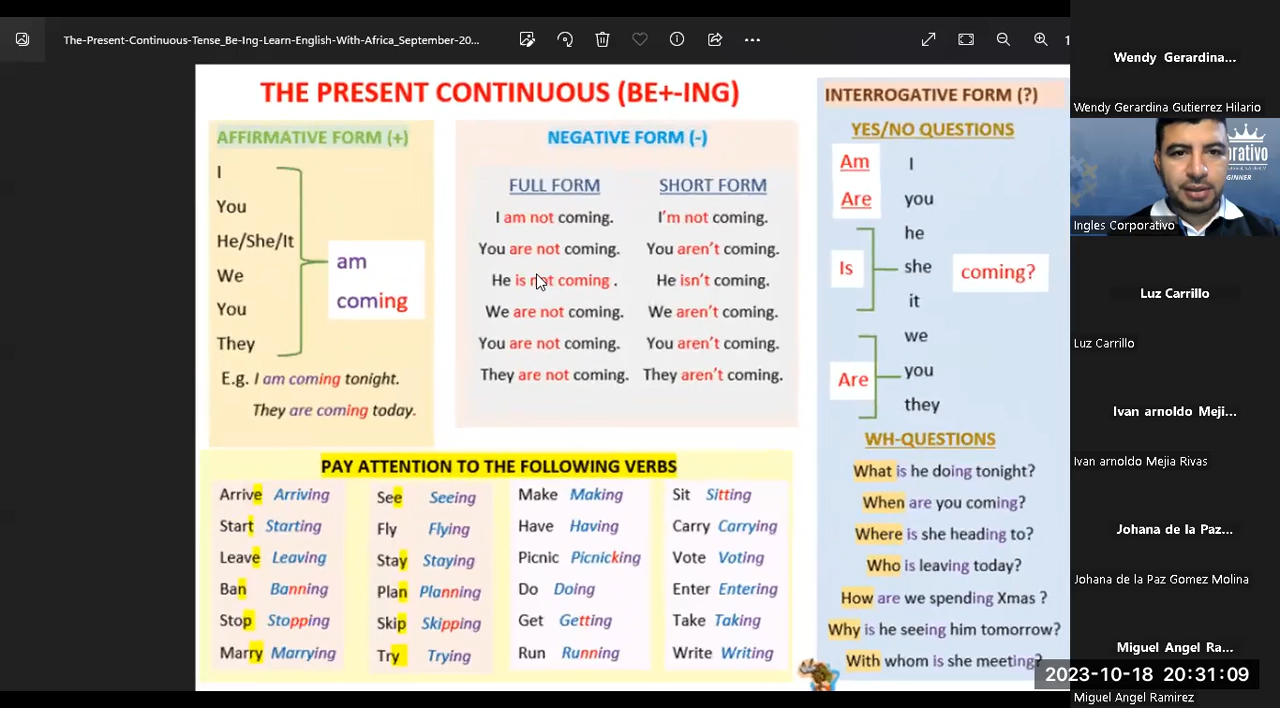 The-Present-Continuous-Tense_Be-Ing-Learn-English-With-Africa_September-20...
THE PRESENT CONTINUOUS (BE+-ING)
AFFIRMATIVE FORM (+)
I
You
He/She/It
We
You
They
am
coming
E.g. I am coming tonight.
They are coming today.
NEGATIVE FORM (-)
FULL FORM SHORT FORM
I am not coming. I'm not coming.
You are not coming. You aren't coming.
He is not coming . He isn't coming.
We are not coming. We aren't coming.
You are not coming. You aren't coming.
They are not coming. They aren't coming.
INTERROGATIVE FORM (?)
YES/NO QUESTIONS
Am I
Are you
he
Is she coming?
it
we
Are you
they
WH-QUESTIONS
What is he doing tonight?
When are you coming?
Where is she heading to?
Who is leaving today?
How are we spending Xmas ?
Why is he seeing him tomorrow?
With whom is she meeting?
PAY ATTENTION TO THE FOLLOWING VERBS
Arrive Arriving See Seeing Make Making Sit Sitting
Start Starting Fly Flying Have Having Carry Carrying
Leave Leaving Stay Staying Picnic Picnicking Vote Voting
Ban Banning Plan Planning Do Doing Enter Entering
Stop Stopping Skip Skipping Get Getting Take Taking
Marry Marrying Try Trying Run Running Write Writing
Wendy Gerardina...
Wendy Gerardina Gutierrez Hilario
Ingles Corporativo
Luz Carrillo
Luz Carrillo
Ivan arnoldo Meji...
Ivan arnoldo Mejia Rivas
Johana de la Paz...
Johana de la Paz Gomez Molina
Miguel Angel Ra...
2023-10-18 20:31:09
Miguel Angel Ramirez